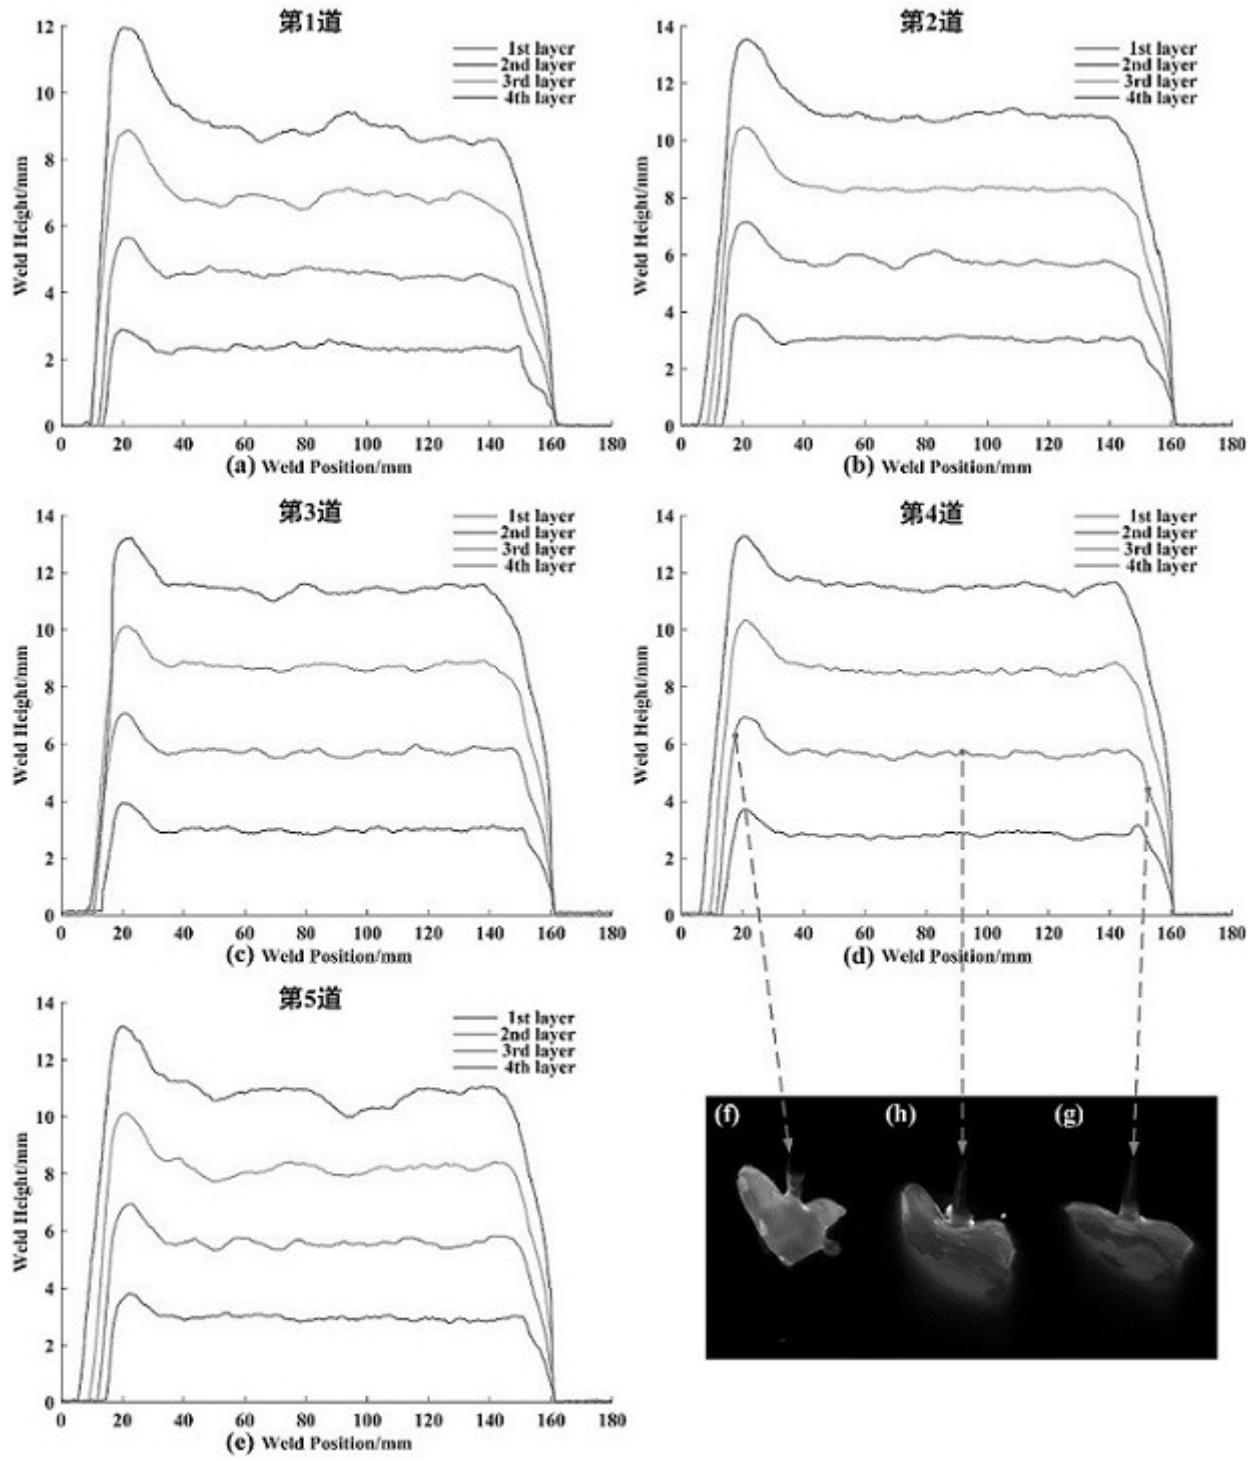 第1道
1st layer
2nd layer
3rd layer
4th layer
12
10
8
6
4
2
0
Weld Height/mm
0 20 40 60 80 100 120 140 160 180
(a) Weld Position/mm
第2道
1st layer
2nd layer
3rd layer
4th layer
14
12
10
8
6
4
2
0
Weld Height/mm
0 20 40 60 80 100 120 140 160 180
(b) Weld Position/mm
第3道
1st layer
2nd layer
3rd layer
4th layer
14
12
10
8
6
4
2
0
Weld Height/mm
0 20 40 60 80 100 120 140 160 180
(c) Weld Position/mm
第4道
1st layer
2nd layer
3rd layer
4th layer
14
12
10
8
6
4
2
0
Weld Height/mm
0 20 40 60 80 100 120 140 160 180
(d) Weld Position/mm
第5道
1st layer
2nd layer
3rd layer
4th layer
14
12
10
8
6
4
2
0
Weld Height/mm
0 20 40 60 80 100 120 140 160 180
(e) Weld Position/mm
(f) (h) (g)